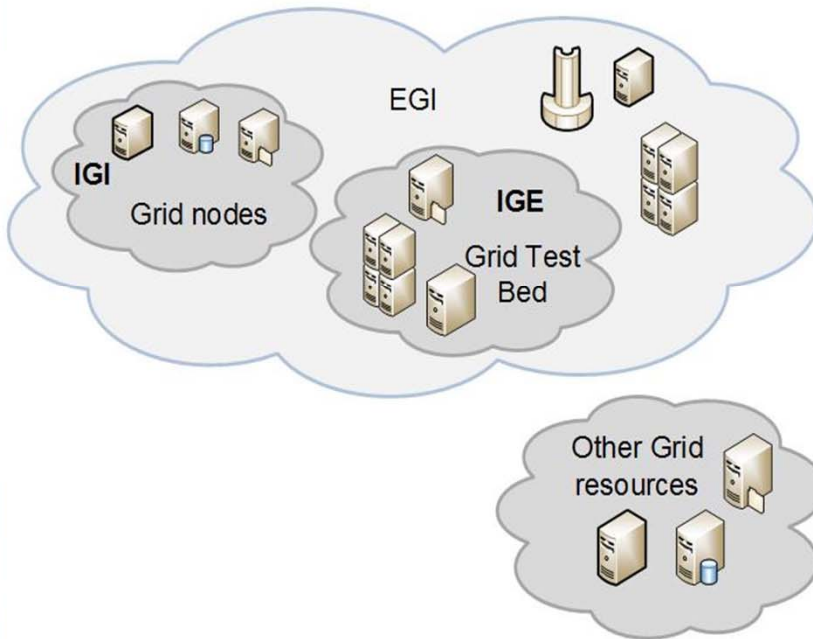 EGI
IGI
Grid nodes
IGE
Grid Test
Bed
Other Grid
resources